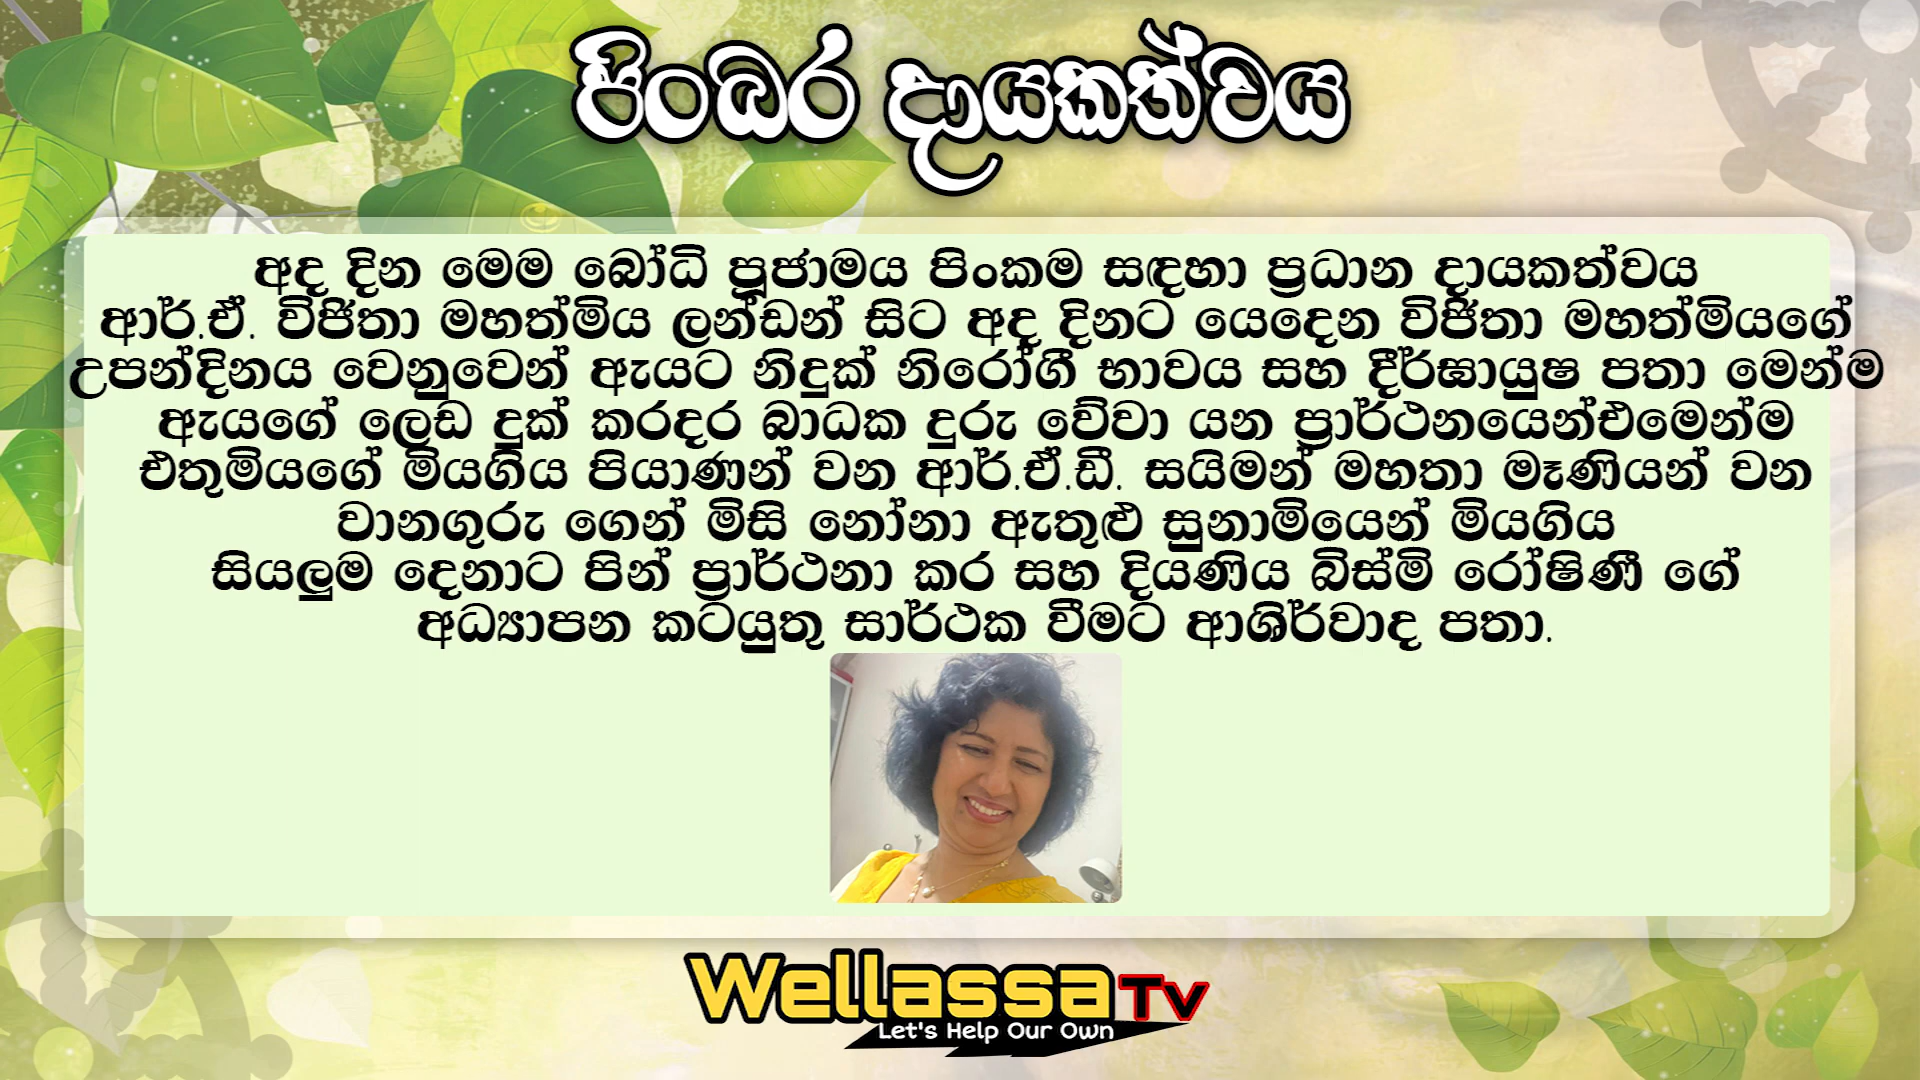 පිංබර දායකත්වය
අද දින මෙම බෝධි පූජාමය පිංකම සඳහා ප්‍රධාන දායකත්වය
ආර්.ඒ. විජිතා මහත්මිය ලන්ඩන් සිට අද දිනට යෙදෙන විජිතා මහත්මියගේ
උපන්දිනය වෙනුවෙන් ඇයට නිදුක් නිරෝගී භාවය සහ දීර්ඝායුෂ පතා මෙන්ම
ඇයගේ ලෙඩ දුක් කරදර බාධක දුරු වේවා යන ප්‍රාර්ථනයෙන්එමෙන්ම
එතුමියගේ මියගිය පියාණන් වන ආර්.ඒ.ඩී. සයිමන් මහතා මෑණියන් වන
වානගුරු ගෙන් මිසි නෝනා ඇතුළු සුනාමියෙන් මියගිය
සියලුම දෙනාට පින් ප්‍රාර්ථනා කර සහ දියණිය බිස්මි රෝෂිණී ගේ
අධ්‍යාපන කටයුතු සාර්ථක වීමට ආශිර්වාද පතා.
Wellassa TV
Let's Help Our Own